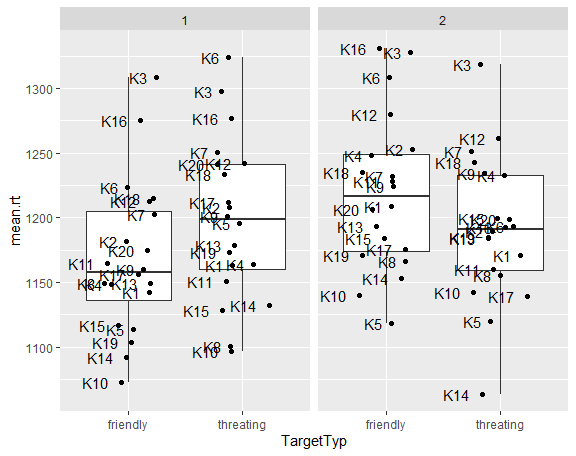 1 2
K6
K16 K3
K3
K3
K6
K3
K16
K16
K12
K12
K7
K2
K20 K12
K4
K7
K18
K18
K18 K7
K9 K4
K6
K9
K18
K12
K17
K2
K7
K9
K5
K1
K20
K15
K20
K2
K20
K13
K13
K15
K19
K17
K19
K1
K11
K9
K11
K4
K8
K11
K8
K13
K14
K11
K1
K10
K10
K17
K15
K5
K15
K14
K5
K5
K19
K14
K8
K10
K10
K14
1300
1250
1200
1150
1100
mean.rt
friendly threating friendly threating
TargetTyp